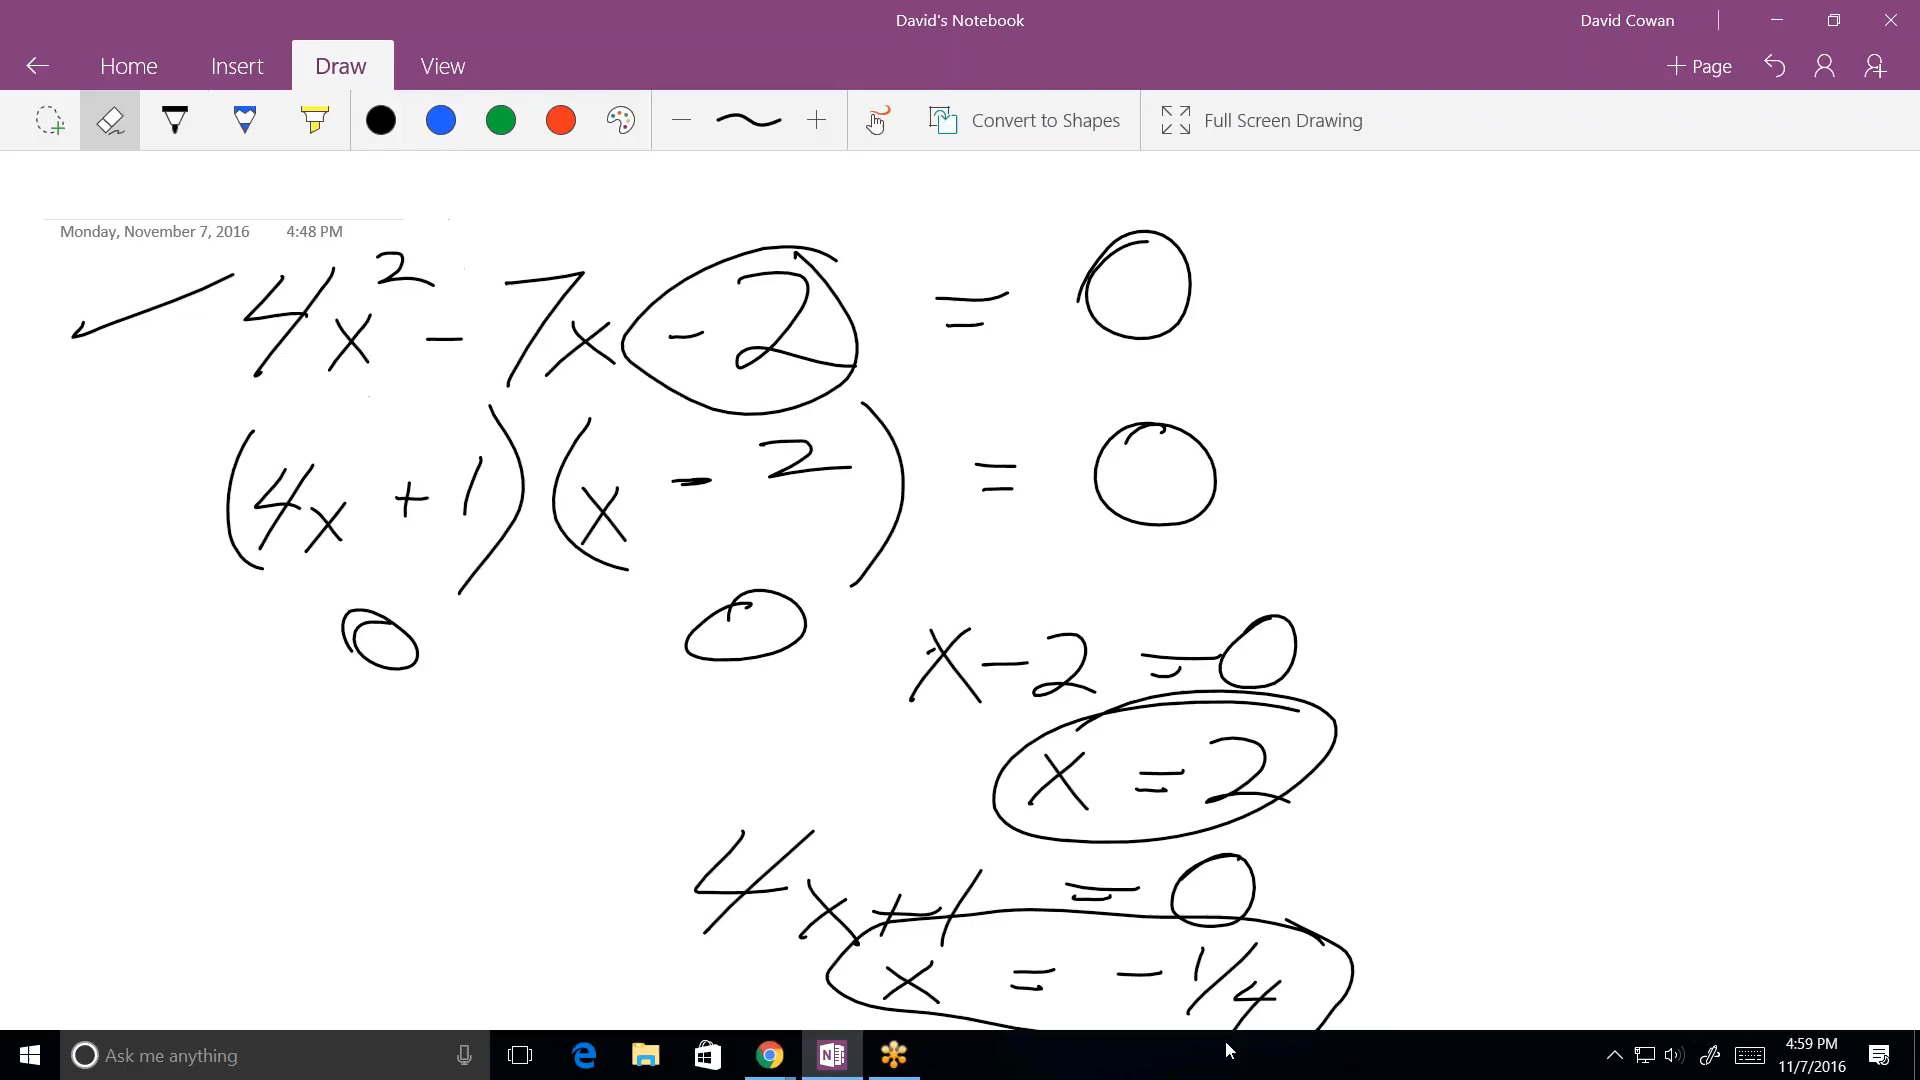 David's Notebook
David Cowan
Home Insert Draw View
Page
Convert to Shapes
Full Screen Drawing
Monday, November 7, 2016 4:48 PM
4x² - 7x - 2 = 0
(4x + 1)(x - 2) = 0
0 0
x - 2 = 0
x = 2
4x + 1 = 0
x = - 1/4
Ask me anything
4:59 PM
11/7/2016